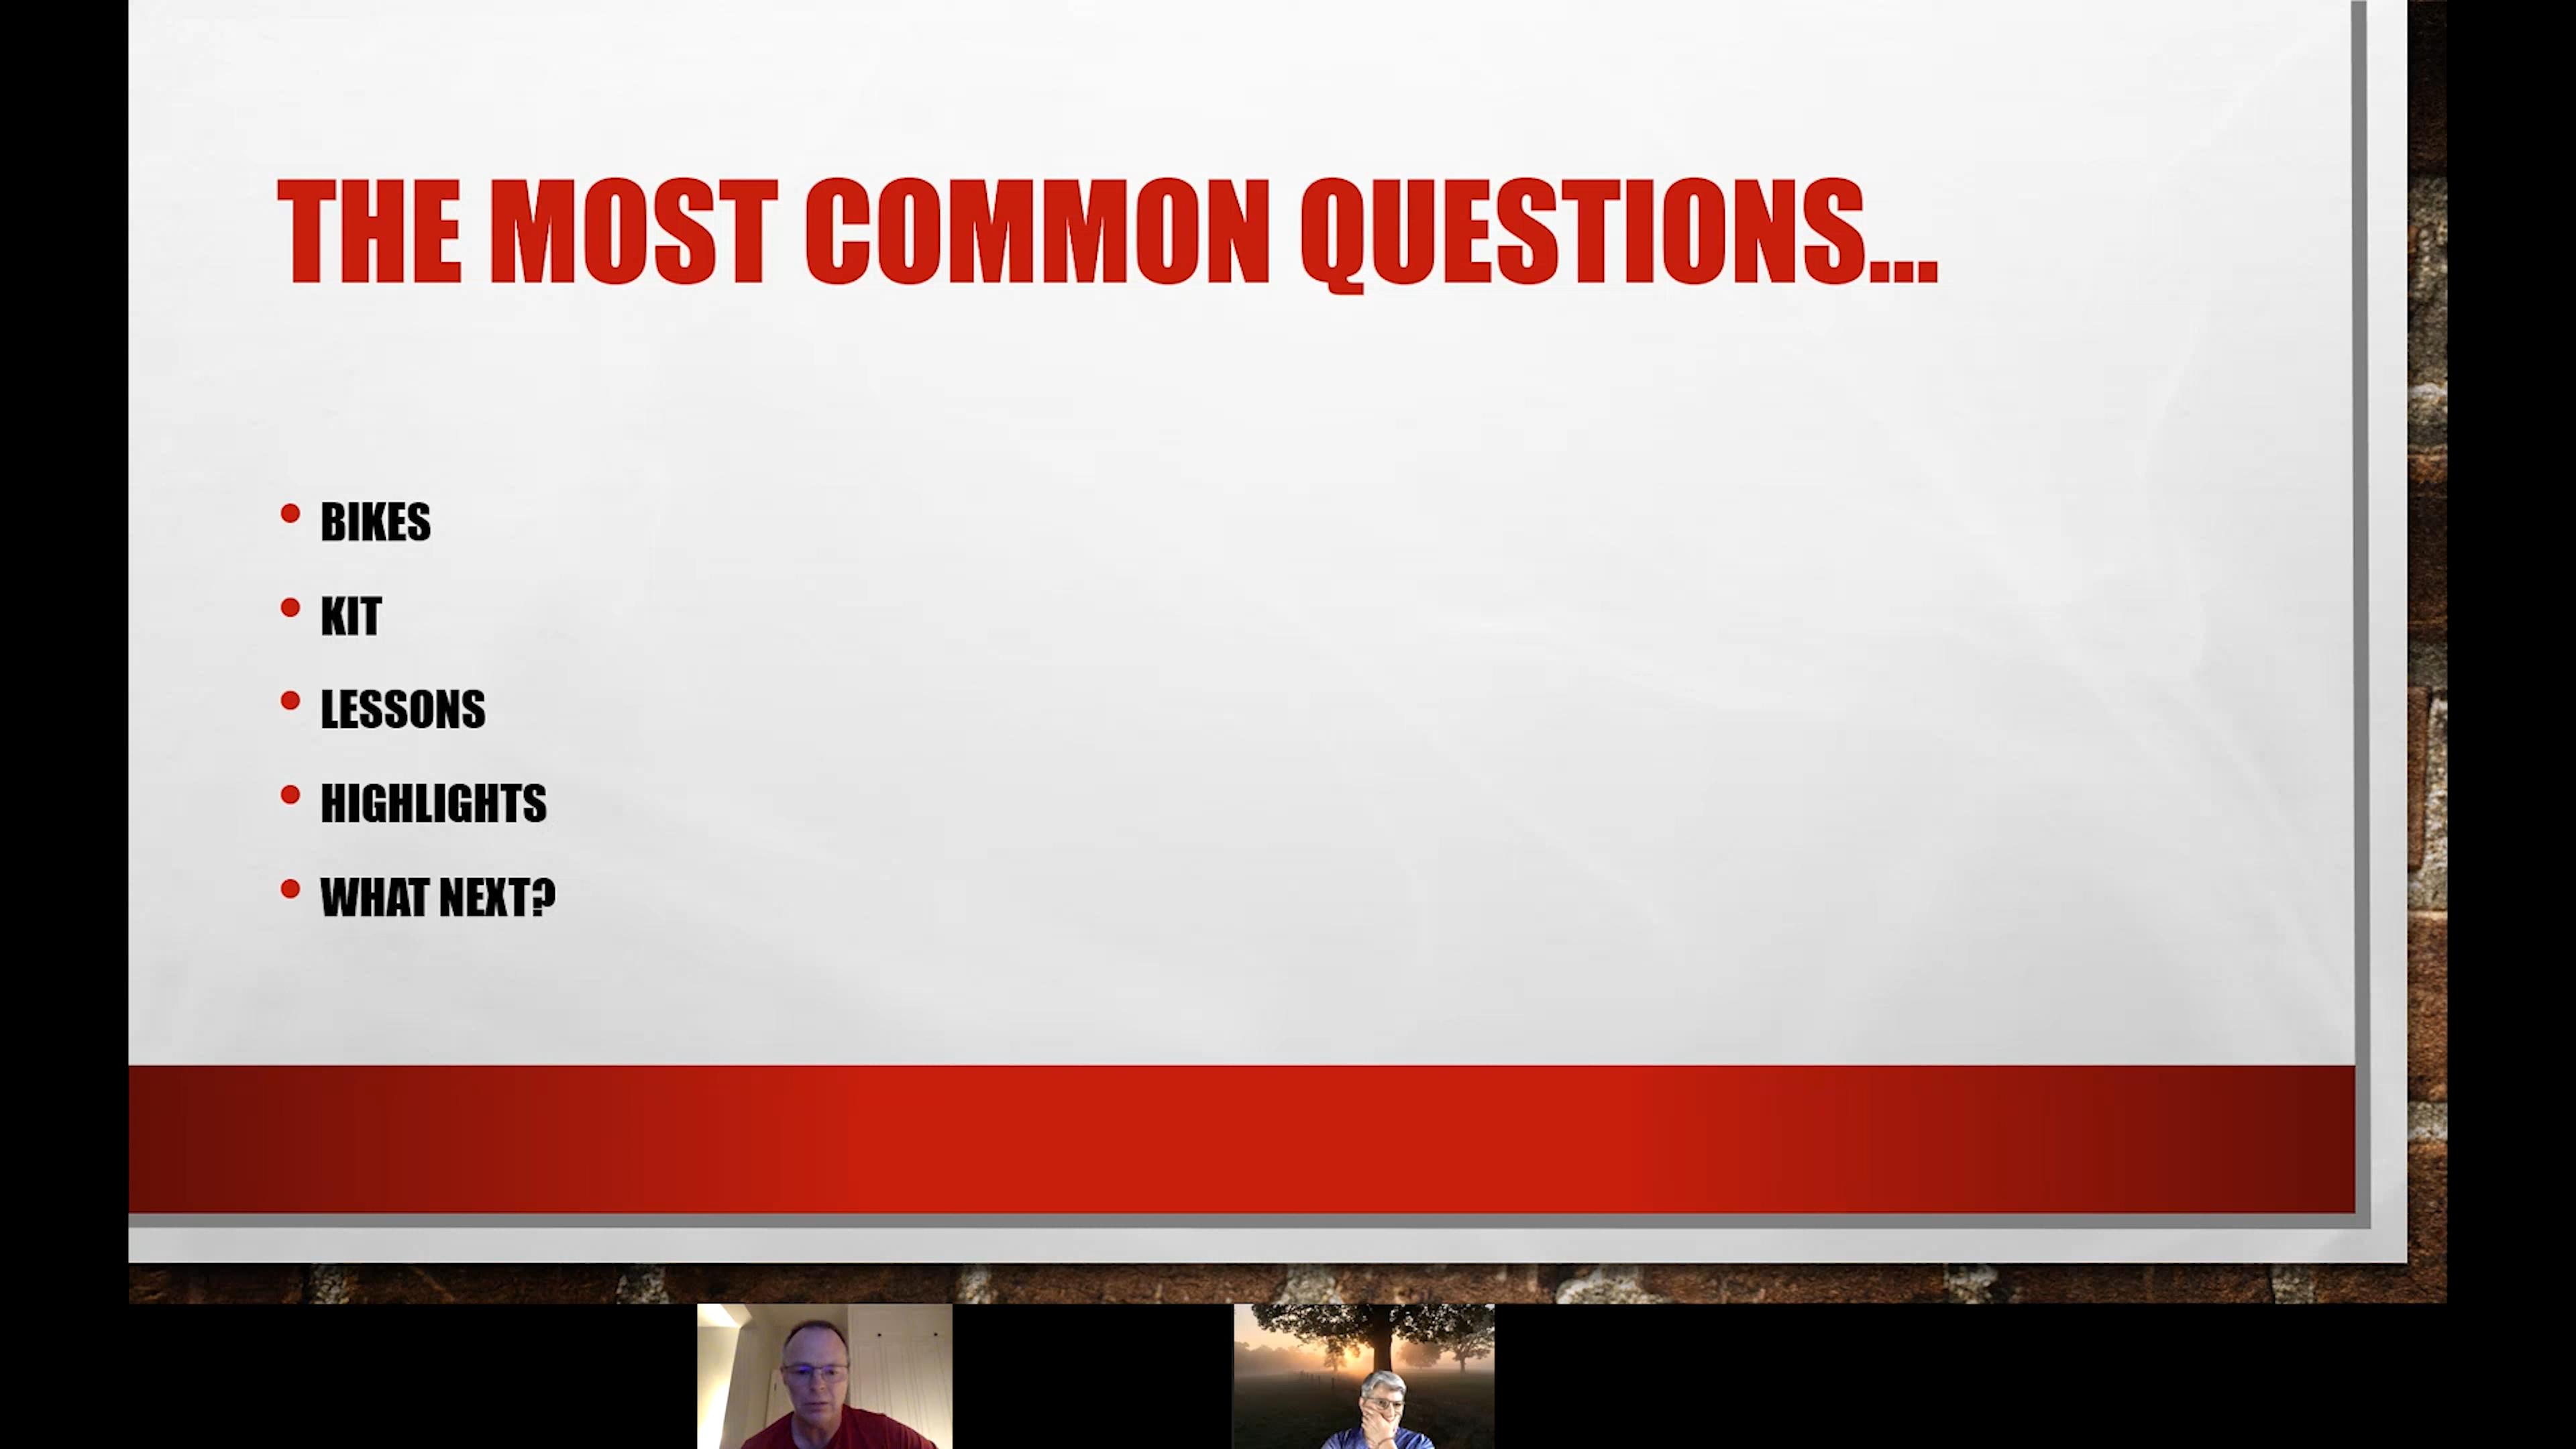 THE MOST COMMON QUESTIONS...
• BIKES
• KIT
• LESSONS
• HIGHLIGHTS
• WHAT NEXT?